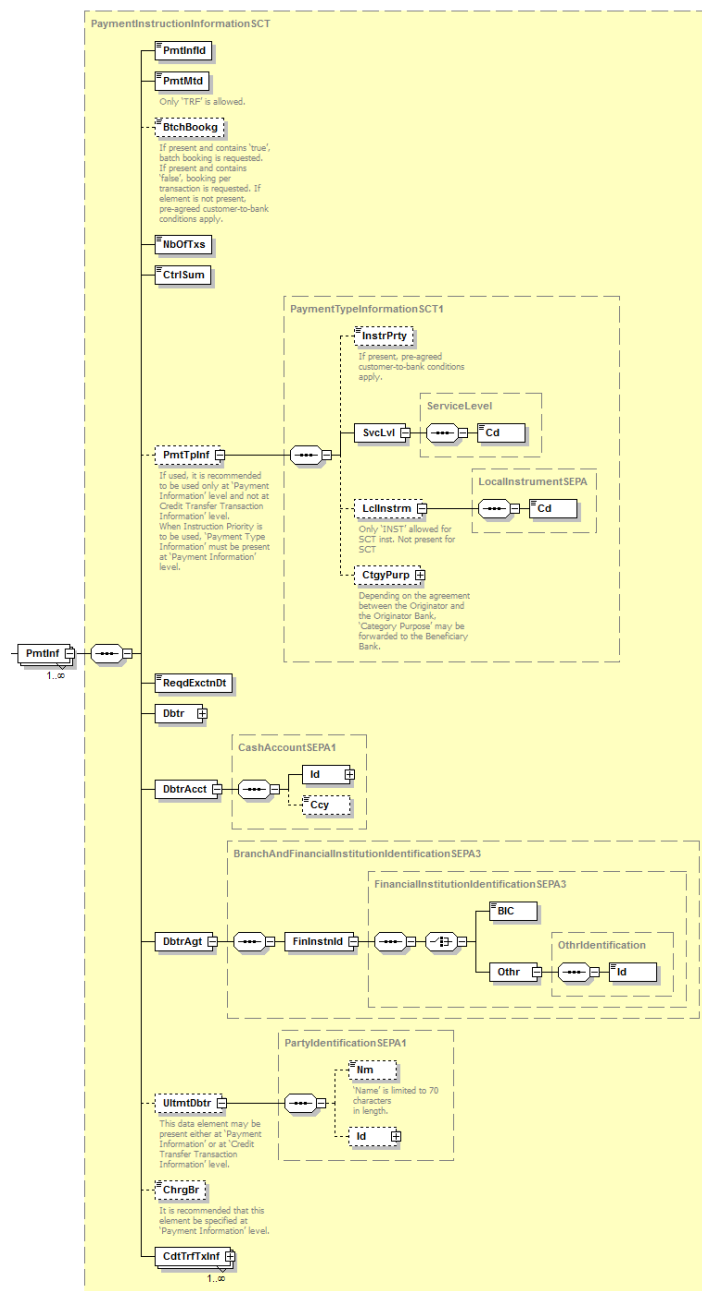 PaymentInstructionInformationSCT
PmtInfId
PmtMtd
Only 'TRF' is allowed.
BtchBookg
If present and contains 'true',
batch booking is requested.
If present and contains
'false', booking per
transaction is requested. If
element is not present,
pre-agreed customer-to-bank
conditions apply.
NbOfTxs
CtrlSum
PaymentTypeInformationSCT1
InstrPrty
If present, pre-agreed
customer-to-bank conditions
apply.
ServiceLevel
SvcLvl
Cd
PmtTpInf
If used, it is recommended
to be used only at 'Payment
Information' level and not at
Credit Transfer Transaction
Information' level.
When Instruction Priority is
to be used, 'Payment Type
Information' must be present
at 'Payment Information'
level.
LocalInstrumentSEPA
LclInstrm
Cd
Only 'INST' allowed for
SCT inst. Not present for
SCT
CtgyPurp
Depending on the agreement
between the Originator and
the Originator Bank,
'Category Purpose' may be
forwarded to the Beneficiary
Bank.
PmtInf
1..∞
ReqdExctnDt
Dbtr
CashAccountSEPA1
DbtrAcct
Id
Ccy
BranchAndFinancialInstitutionIdentificationSEPA3
FinancialInstitutionIdentificationSEPA3
DbtrAgt
FinInstnId
BIC
OthrIdentification
Othr
Id
PartyIdentificationSEPA1
Nm
'Name' is limited to 70
characters
in length.
Id
UltmtDbtr
This data element may be
present either at 'Payment
Information' or at 'Credit
Transfer Transaction
Information' level.
ChrgBr
It is recommended that this
element be specified at
'Payment Information' level.
CdtTrfTxInf
1..∞